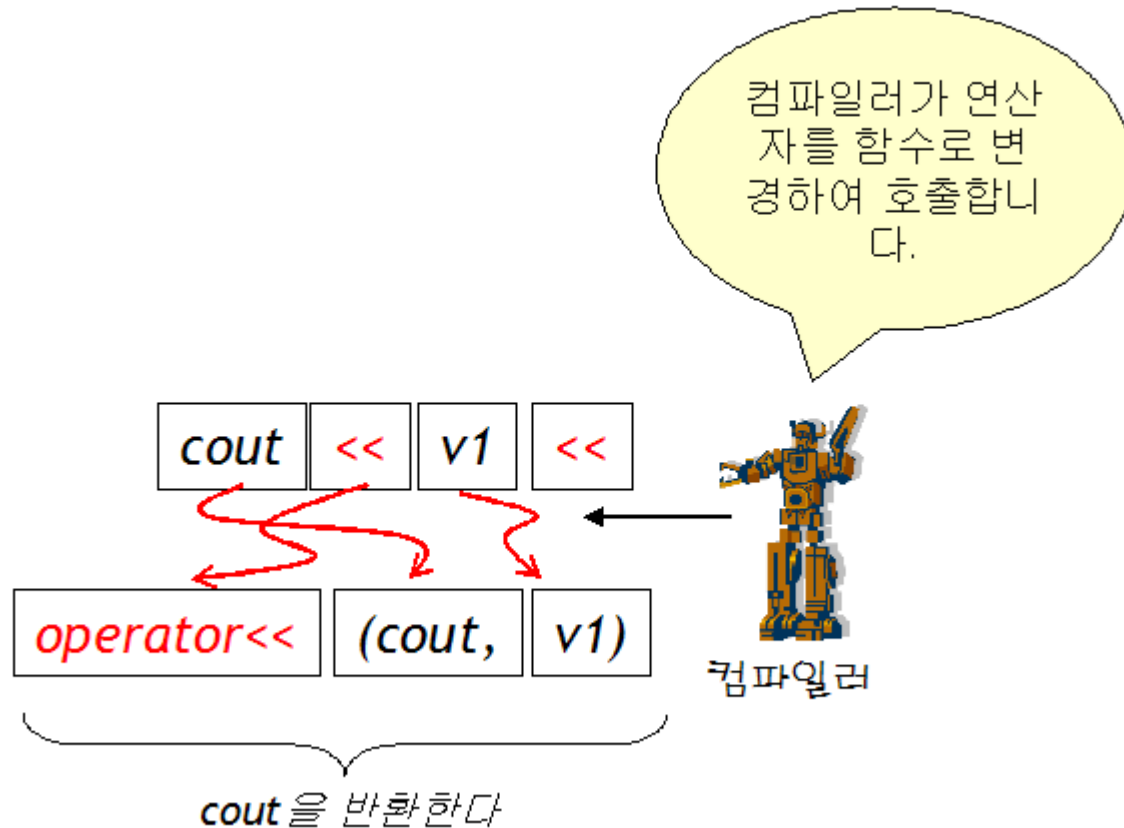 컴파일러가 연산
자를 함수로 변
경하여 호출합니
다.
cout << v1 <<
operator<< (cout, v1)
컴파일러
cout을 반환한다